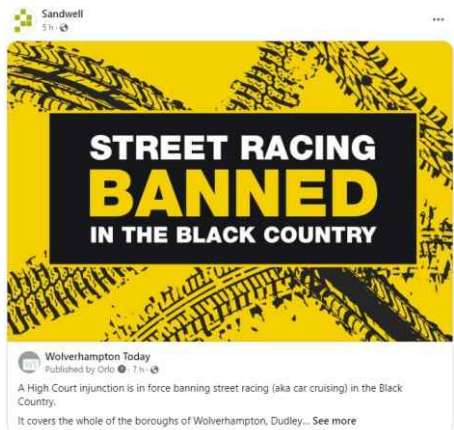 Sandwell
5 h ·
STREET RACING
BANNED
IN THE BLACK COUNTRY
Wolverhampton Today
Published by Orlo · 7 h ·
A High Court injunction is in force banning street racing (aka car cruising) in the Black
Country.
It covers the whole of the boroughs of Wolverhampton, Dudley... See more